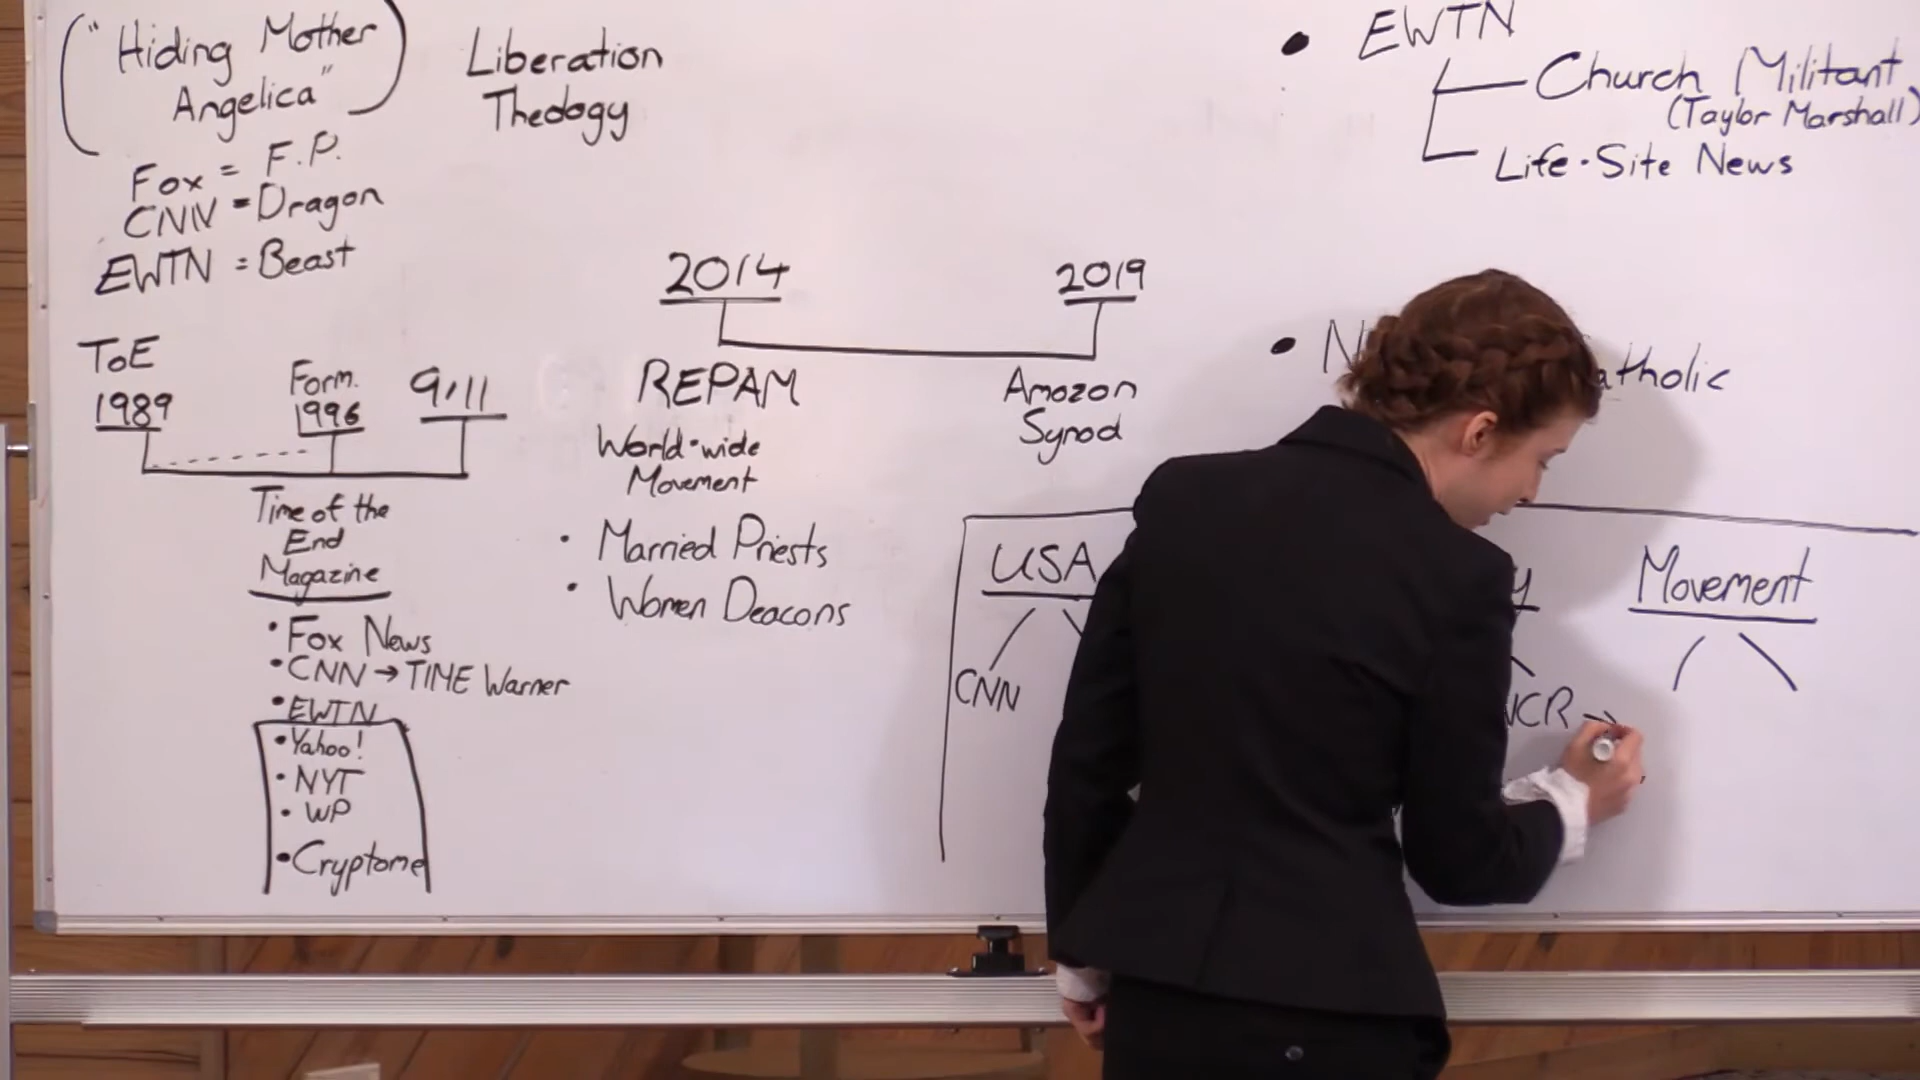 "Hiding Mother
Angelica"
Fox = F.P.
CNN = Dragon
EWTN = Beast
Liberation
Theology
ToE
1989
Form.
1996
9/11
Time of the
End
Magazine
• Fox News
• CNN → TIME Warner
• EWTN
• Yahoo!
• NYT
• WP
• Cryptome
2014
2019
REPAM
World-wide
Movement
• Married Priests
• Women Deacons
Amazon
Synod
• EWTN
Church Militant
(Taylor Marshall)
Life-Site News
• N atholic
USA
CNN
y
NCR →
Movement